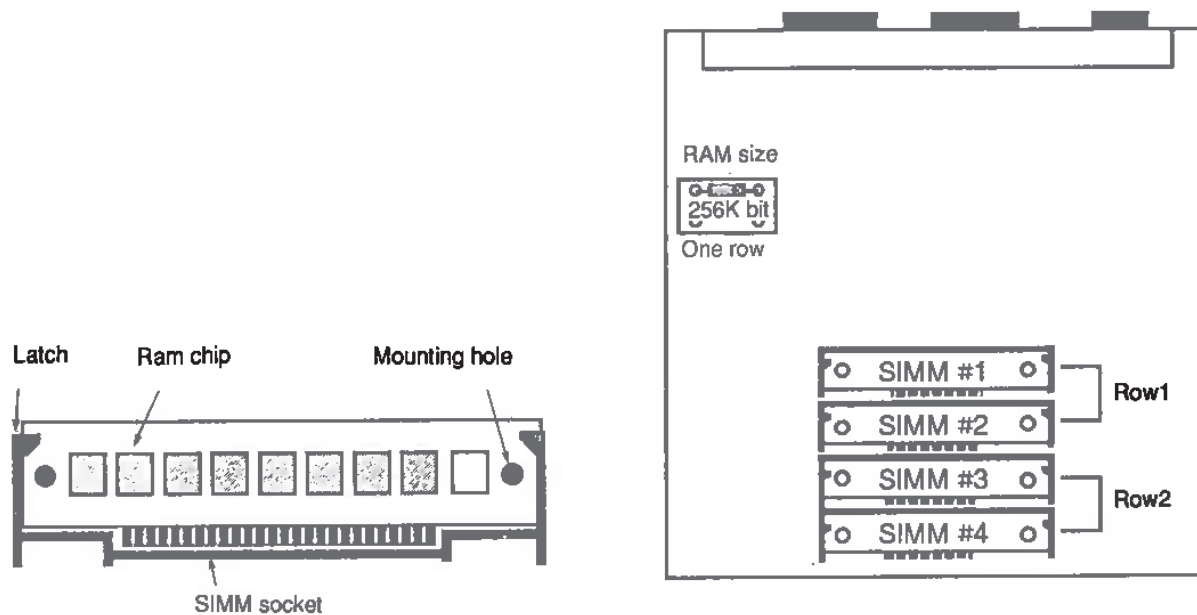 Latch
Ram chip
Mounting hole
SIMM socket
RAM size
256K bit
One row
SIMM #1
SIMM #2
Row1
SIMM #3
SIMM #4
Row2